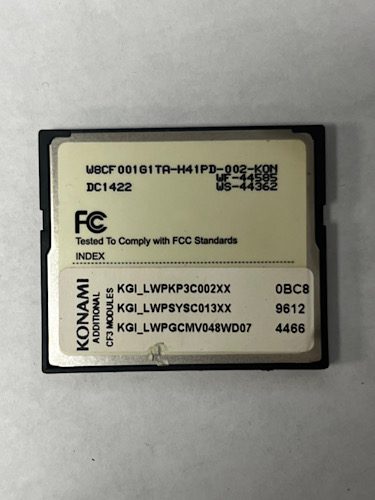 W8CF001G1TA-H41PD-002-KON
WF-44595
DC1422 WS-44362
FC
Tested To Comply with FCC Standards
INDEX
KONAMI
ADDITIONAL
CF3 MODULES
KGI_LWPKP3C002XX 0BC8
KGI_LWPSYSC013XX 9612
KGI_LWPGCMV048WD07 4466